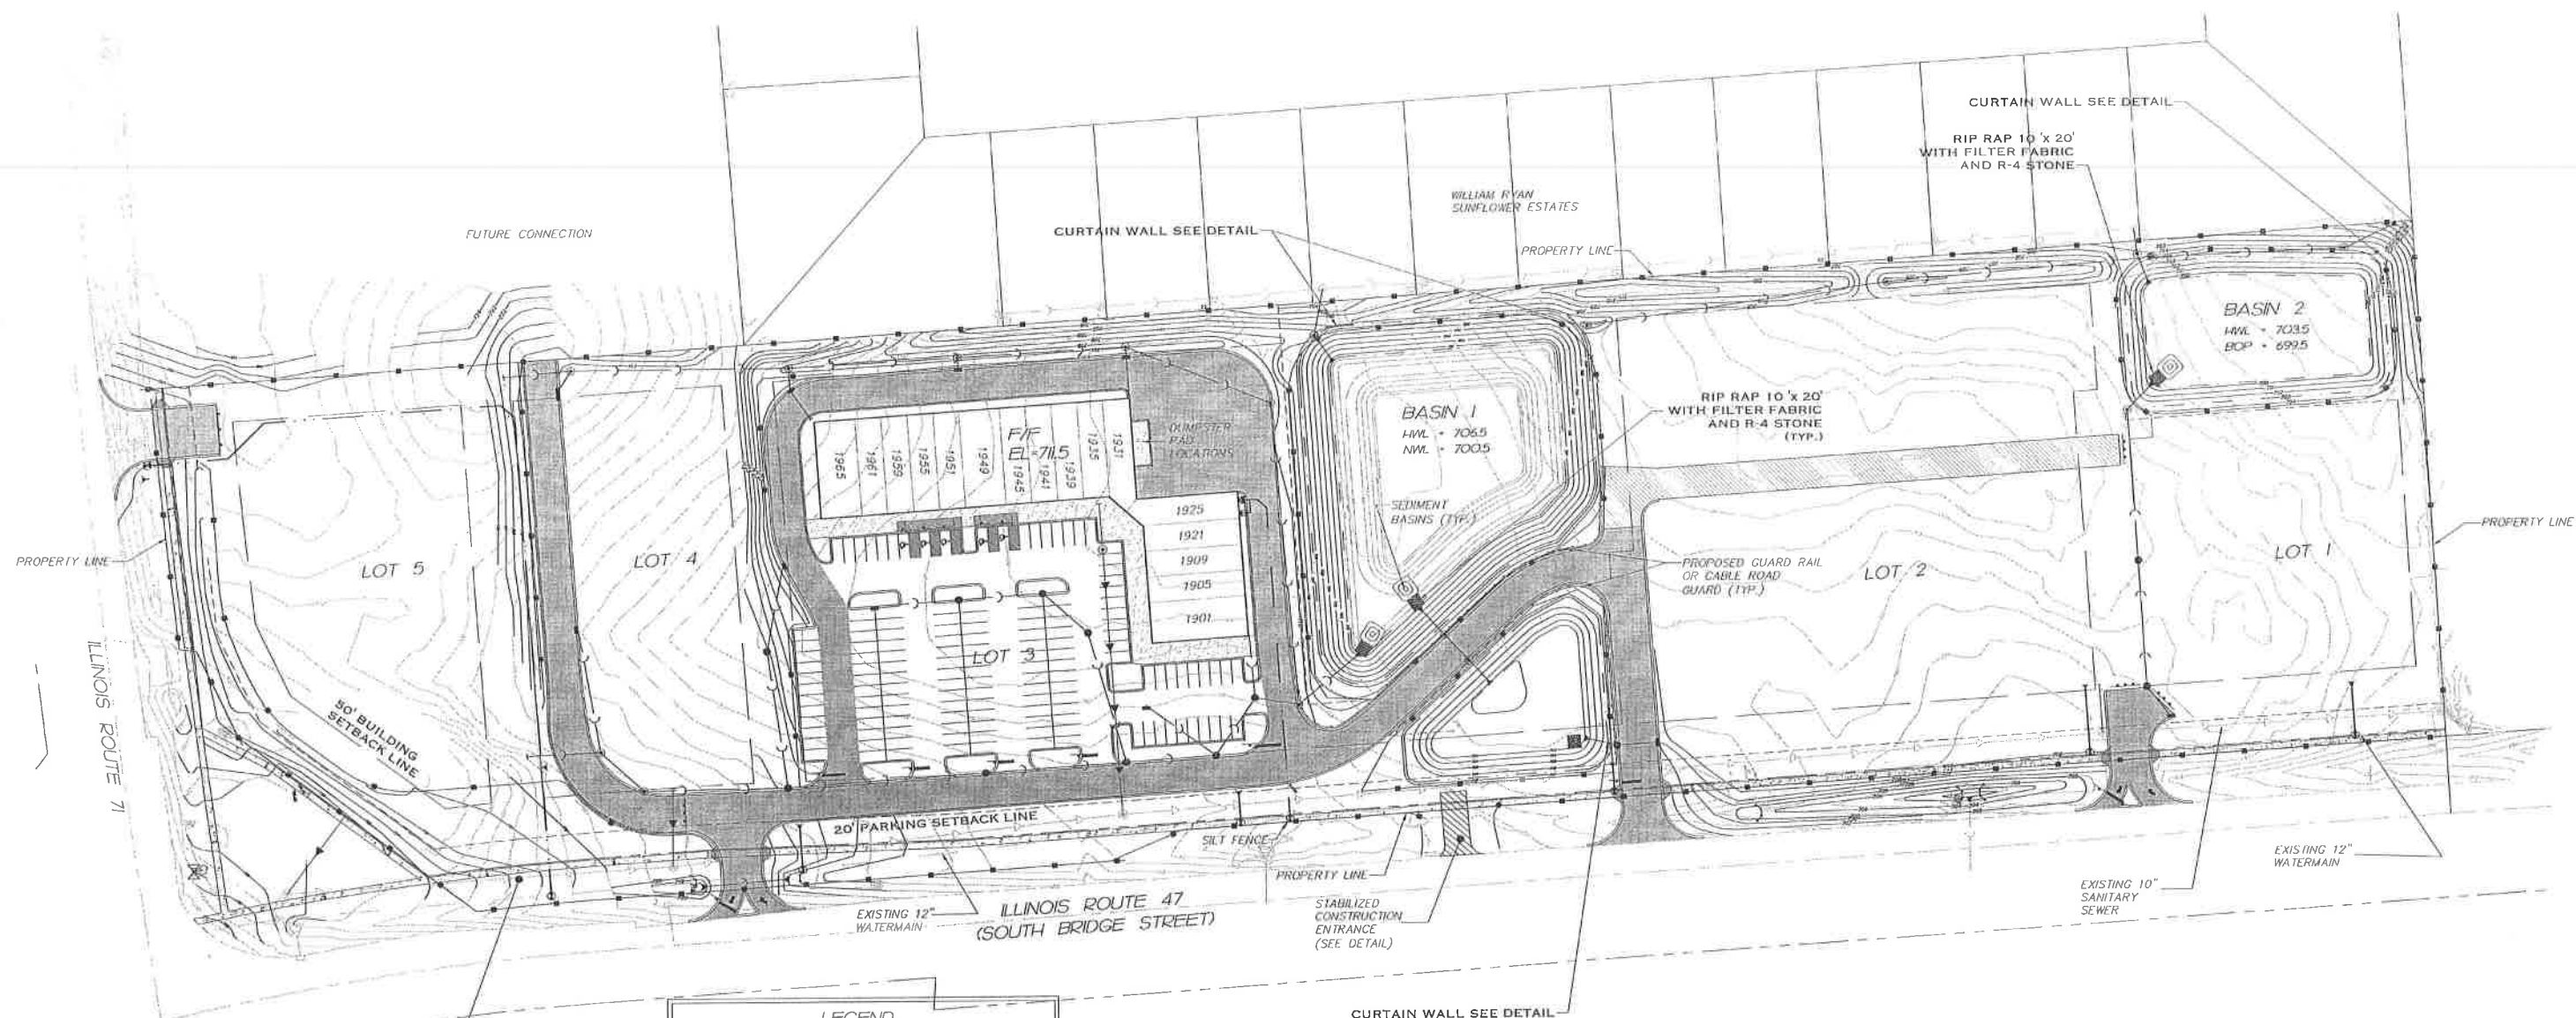 CURTAIN WALL SEE DETAIL
RIP RAP 10'x 20'
WITH FILTER FABRIC
AND R-4 STONE
WILLIAM RYAN
SUNFLOWER ESTATES
FUTURE CONNECTION
CURTAIN WALL SEE DETAIL
PROPERTY LINE
BASIN 2
HWL = 703.5
BOP = 699.5
RIP RAP 10'x 20'
WITH FILTER FABRIC
AND R-4 STONE
(TYP.)
BASIN 1
HWL = 706.5
NWL = 700.5
F/F
EL=711.5
DUMPSTER
PAD
LOCATIONS
1965
1961
1959
1955
1951
1949
1945
1941
1939
1935
1931
1925
1921
1909
1905
1901
SEDIMENT
BASINS (TYP.)
PROPERTY LINE
PROPERTY LINE
LOT 5
LOT 4
LOT 3
PROPOSED GUARD RAIL
OR CABLE ROAD
GUARD (TYP.)
LOT 2
LOT 1
ILLINOIS ROUTE 71
50' BUILDING
SETBACK LINE
20' PARKING SETBACK LINE
SILT FENCE
PROPERTY LINE
EXISTING 12"
WATERMAIN
ILLINOIS ROUTE 47
(SOUTH BRIDGE STREET)
STABILIZED
CONSTRUCTION
ENTRANCE
(SEE DETAIL)
EXISTING 10"
SANITARY
SEWER
EXISTING 12"
WATERMAIN
LEGEND
CURTAIN WALL SEE DETAIL